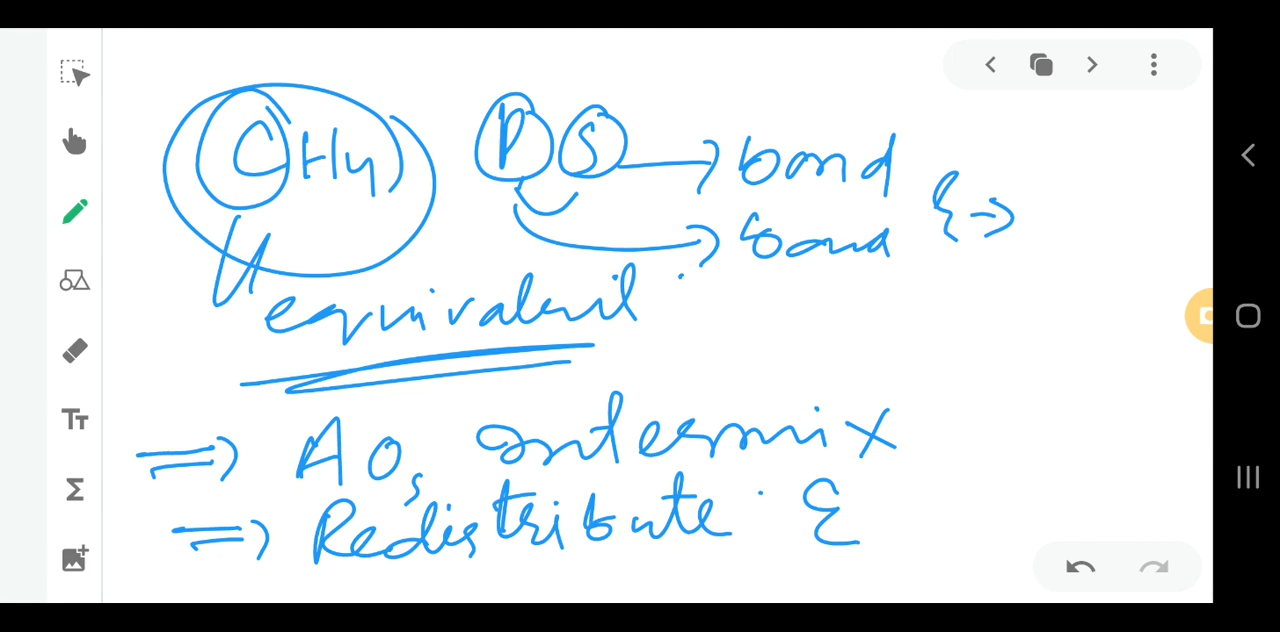 CH4 P S → bond
→ bond } →
equivalent
⇒ AOs intermix
⇒ Redistribute E